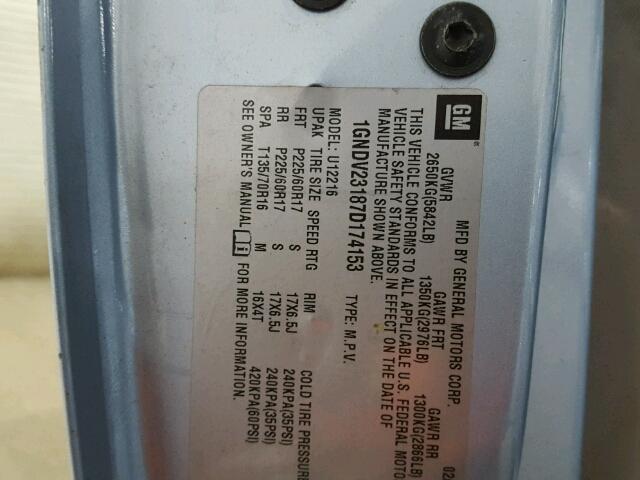 GM
MFD BY GENERAL MOTORS CORP. 02
GVWR GAWR FRT GAWR RR
2650KG(5842LB) 1350KG(2976LB) 1300KG(2866LB)
THIS VEHICLE CONFORMS TO ALL APPLICABLE U.S. FEDERAL MOTO
VEHICLE SAFETY STANDARDS IN EFFECT ON THE DATE OF
MANUFACTURE SHOWN ABOVE.
1GNDV23187D174153 TYPE: M.P.V.
MODEL: U12216
UPAK TIRE SIZE SPEED RTG RIM COLD TIRE PRESSURE
FRT P225/60R17 S 17X6.5J 240KPA(35PSI)
RR P225/60R17 S 17X6.5J 240KPA(35PSI)
SPA T135/70R16 M 16X4T 420KPA(60PSI)
SEE OWNER'S MANUAL FOR MORE INFORMATION.